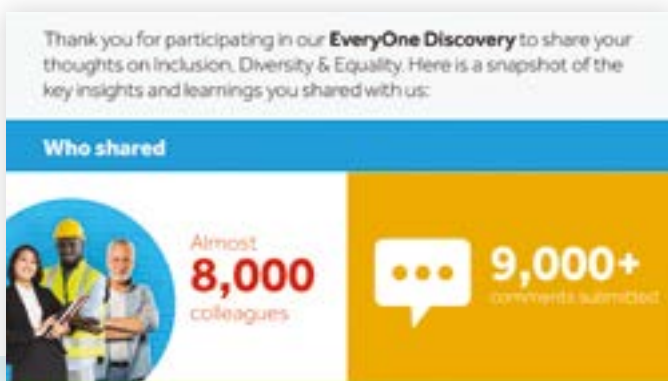 Thank you for participating in our EveryOne Discovery to share your
thoughts on Inclusion, Diversity & Equality. Here is a snapshot of the
key insights and learnings you shared with us:
Who shared
Almost
8,000
colleagues
9,000+
comments submitted